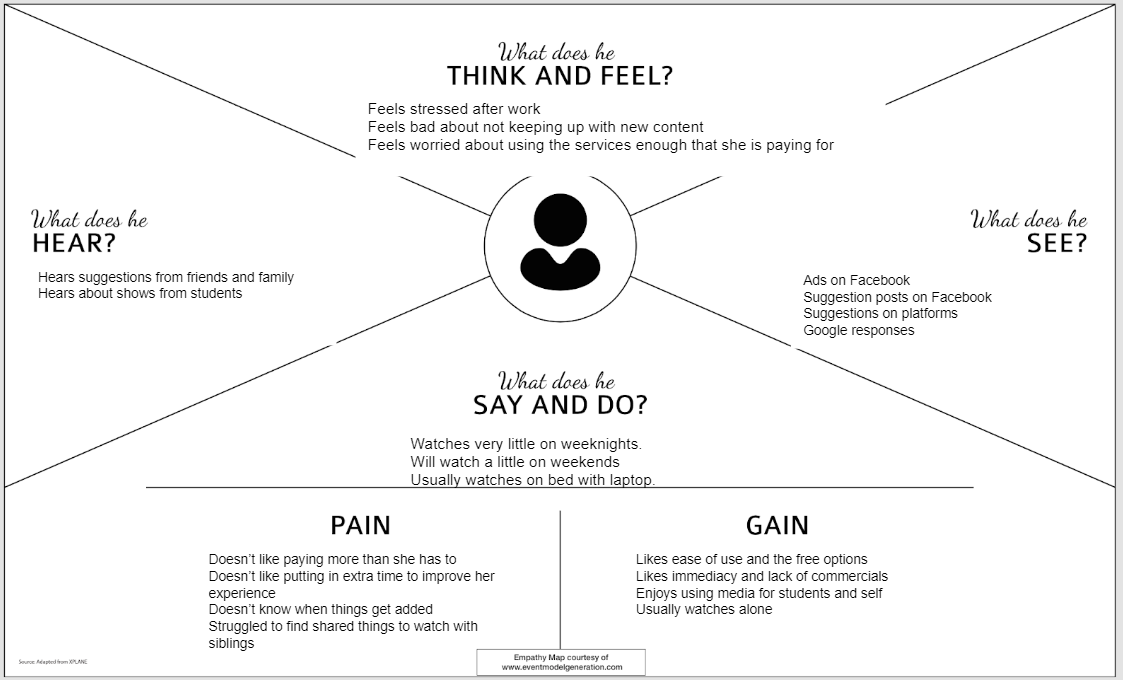 What does he
THINK AND FEEL?
Feels stressed after work
Feels bad about not keeping up with new content
Feels worried about using the services enough that she is paying for
What does he
HEAR?
Hears suggestions from friends and family
Hears about shows from students
What does he
SEE?
Ads on Facebook
Suggestion posts on Facebook
Suggestions on platforms
Google responses
What does he
SAY AND DO?
Watches very little on weeknights.
Will watch a little on weekends
Usually watches on bed with laptop.
PAIN
Doesn't like paying more than she has to
Doesn't like putting in extra time to improve her
experience
Doesn't know when things get added
Struggled to find shared things to watch with
siblings
GAIN
Likes ease of use and the free options
Likes immediacy and lack of commercials
Enjoys using media for students and self
Usually watches alone
Source: Adapted from XPLANE
Empathy Map courtesy of
www.eventmodelgeneration.com